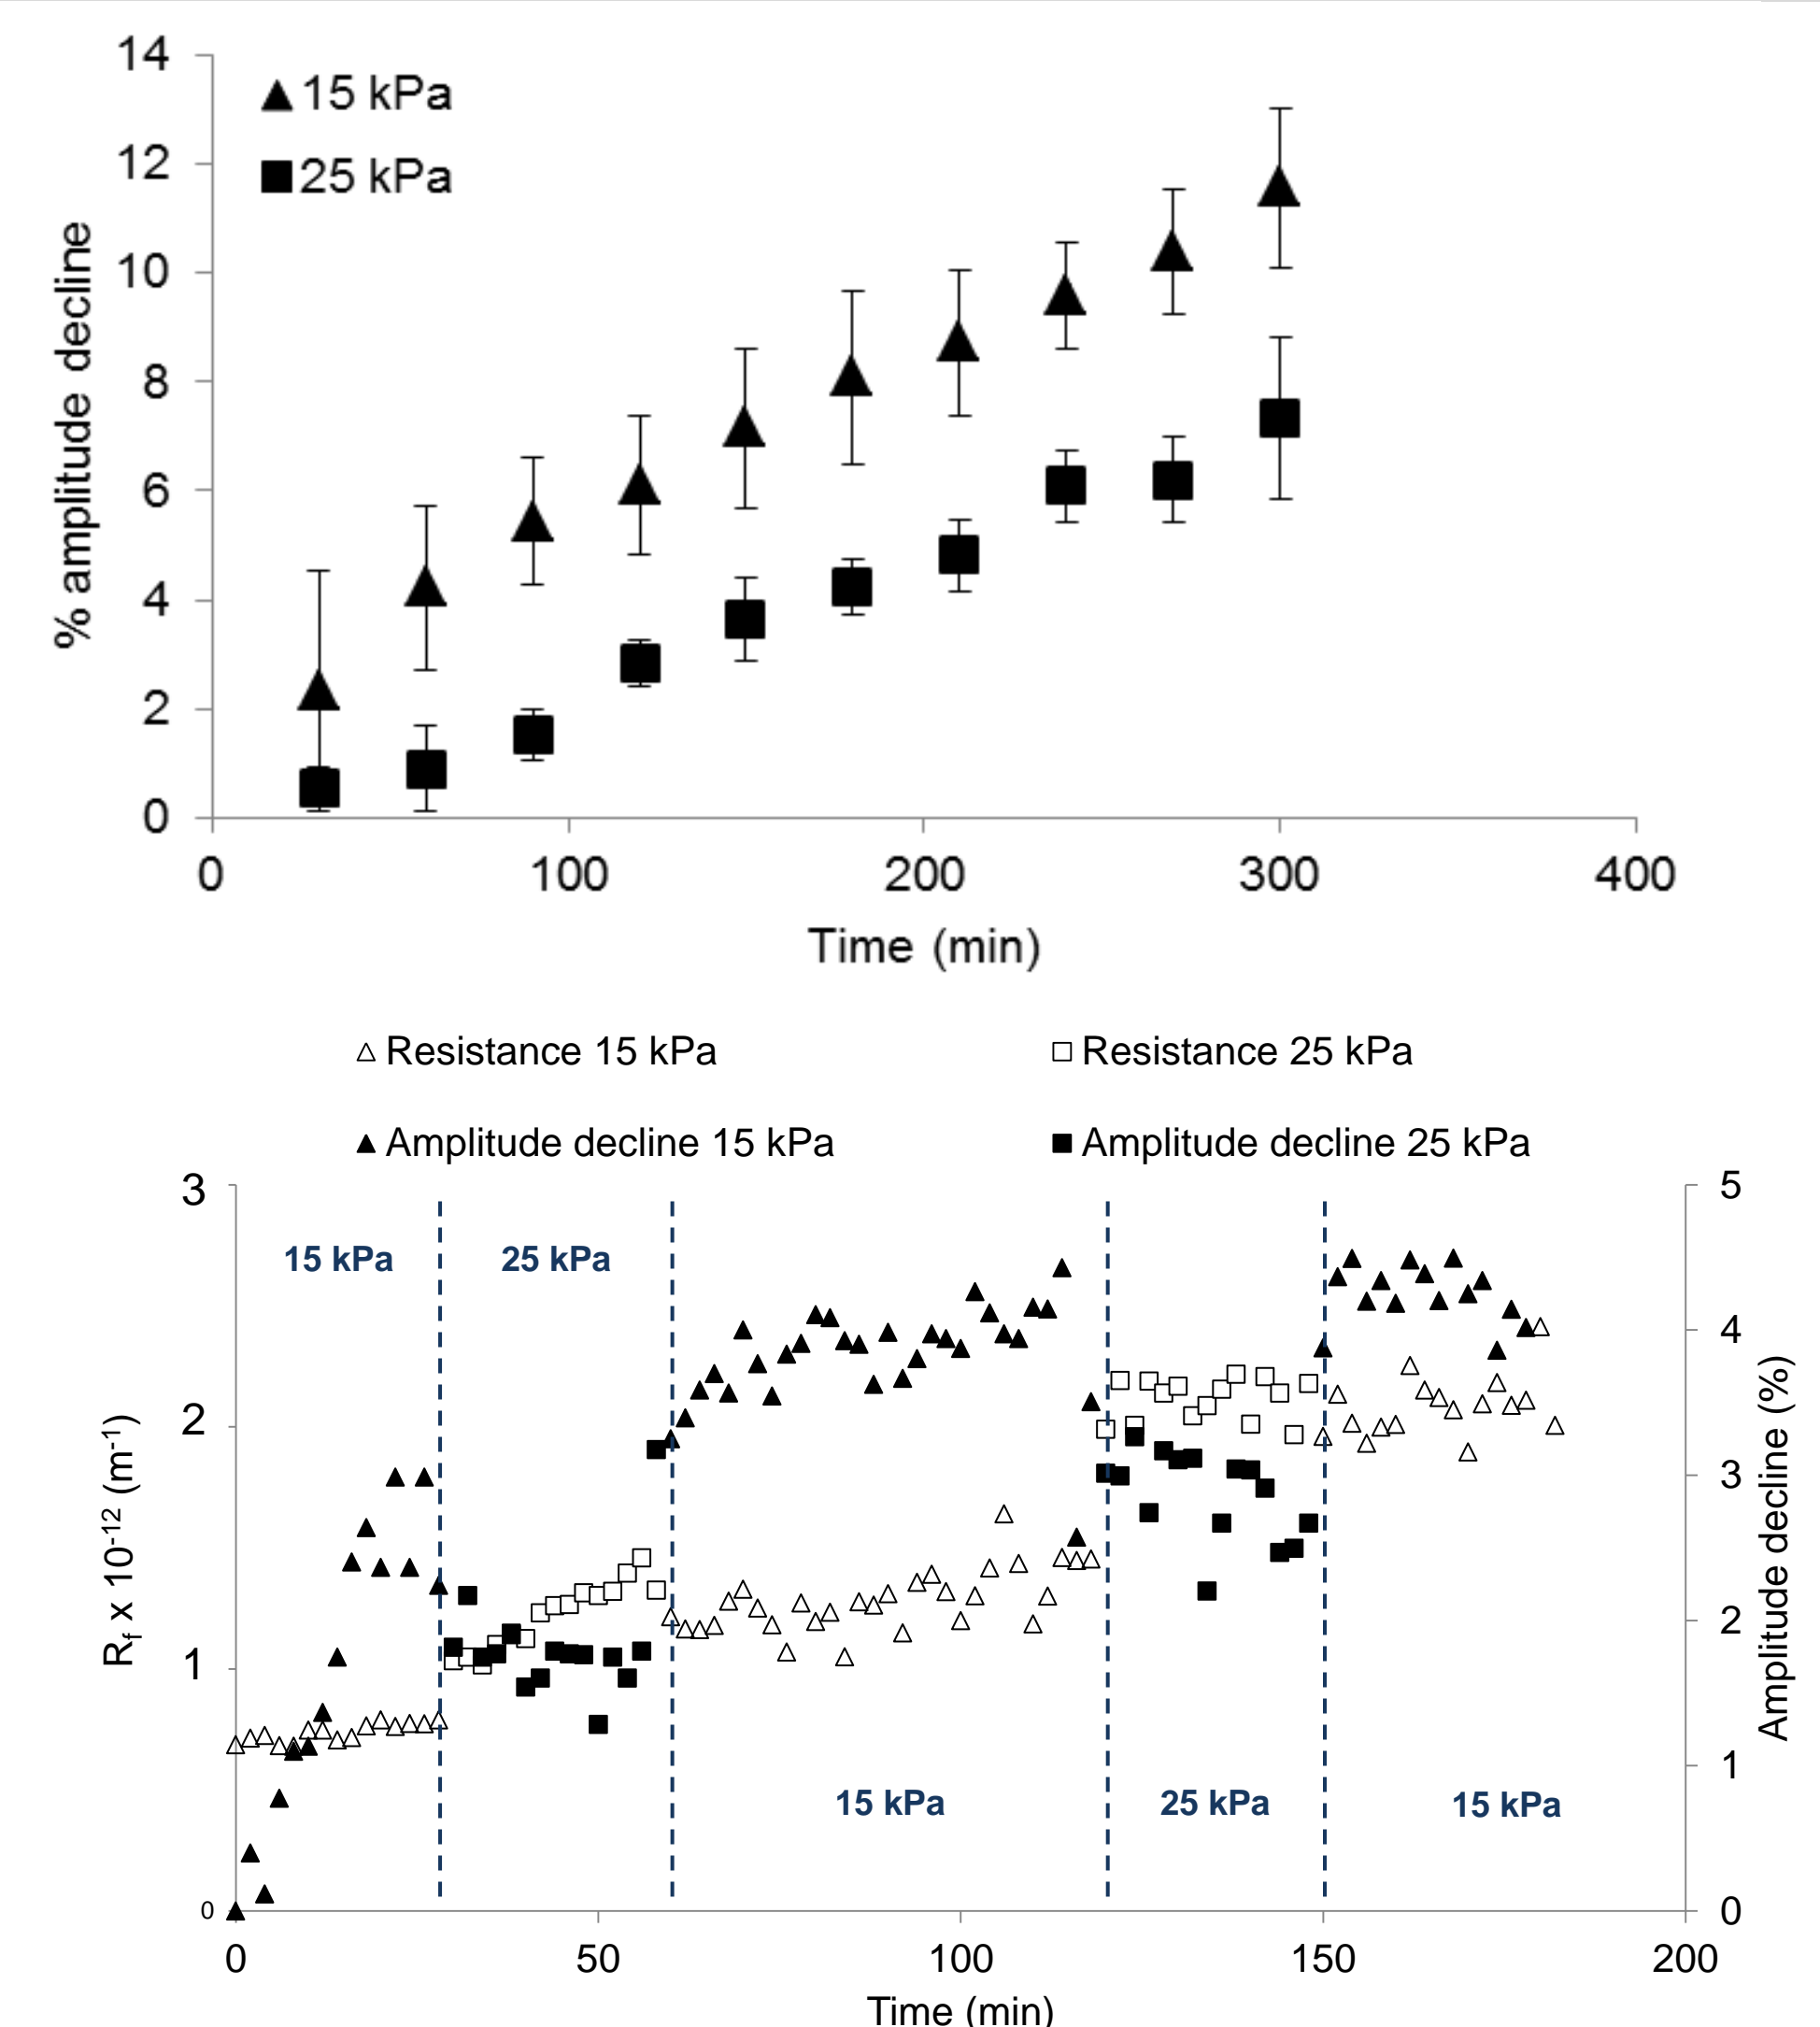 14
▲ 15 kPa
12
■ 25 kPa
10
8
6
4
2
0
% amplitude decline
0 100 200 300 400
Time (min)
△ Resistance 15 kPa □ Resistance 25 kPa
▲ Amplitude decline 15 kPa ■ Amplitude decline 25 kPa
3 5
15 kPa 25 kPa
4
2
3
2
1
1
15 kPa 25 kPa 15 kPa
0 0
Rf x 10-12 (m-1)
Amplitude decline (%)
0 50 100 150 200
Time (min)